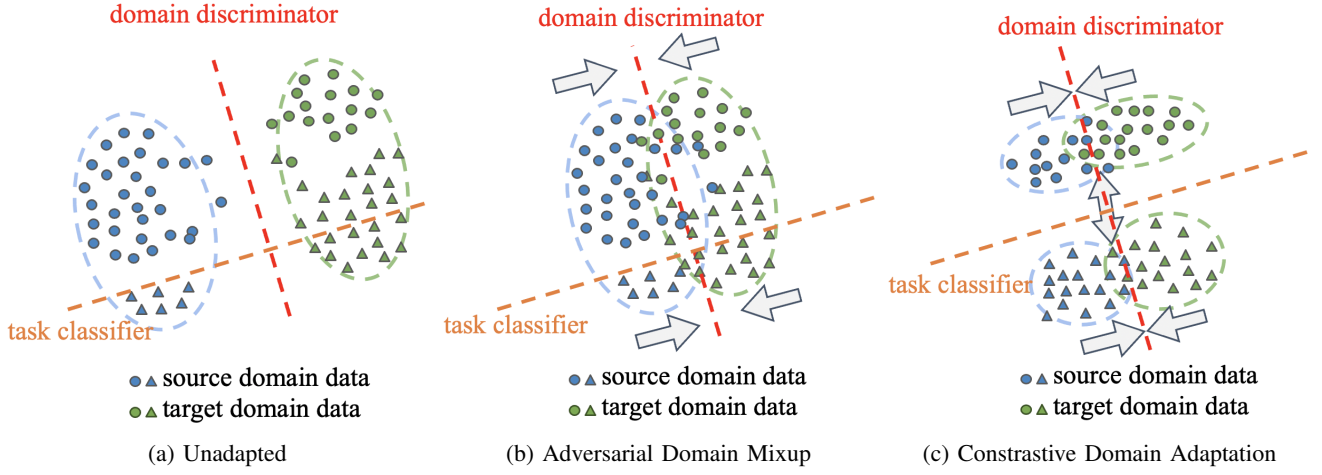 domain discriminator
task classifier
source domain data
target domain data
(a) Unadapted
domain discriminator
task classifier
source domain data
target domain data
(b) Adversarial Domain Mixup
domain discriminator
task classifier
source domain data
target domain data
(c) Constrastive Domain Adaptation